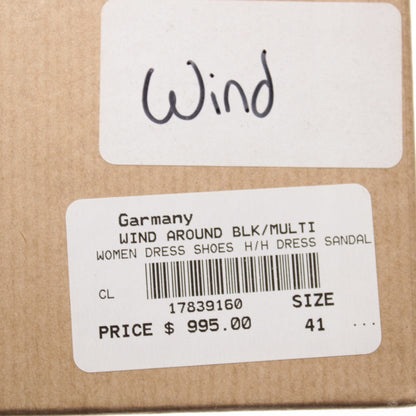 Wind
Garmany
WIND AROUND BLK/MULTI
WOMEN DRESS SHOES H/H DRESS SANDAL
CL
17839160
SIZE
PRICE $ 995.00
41 ...